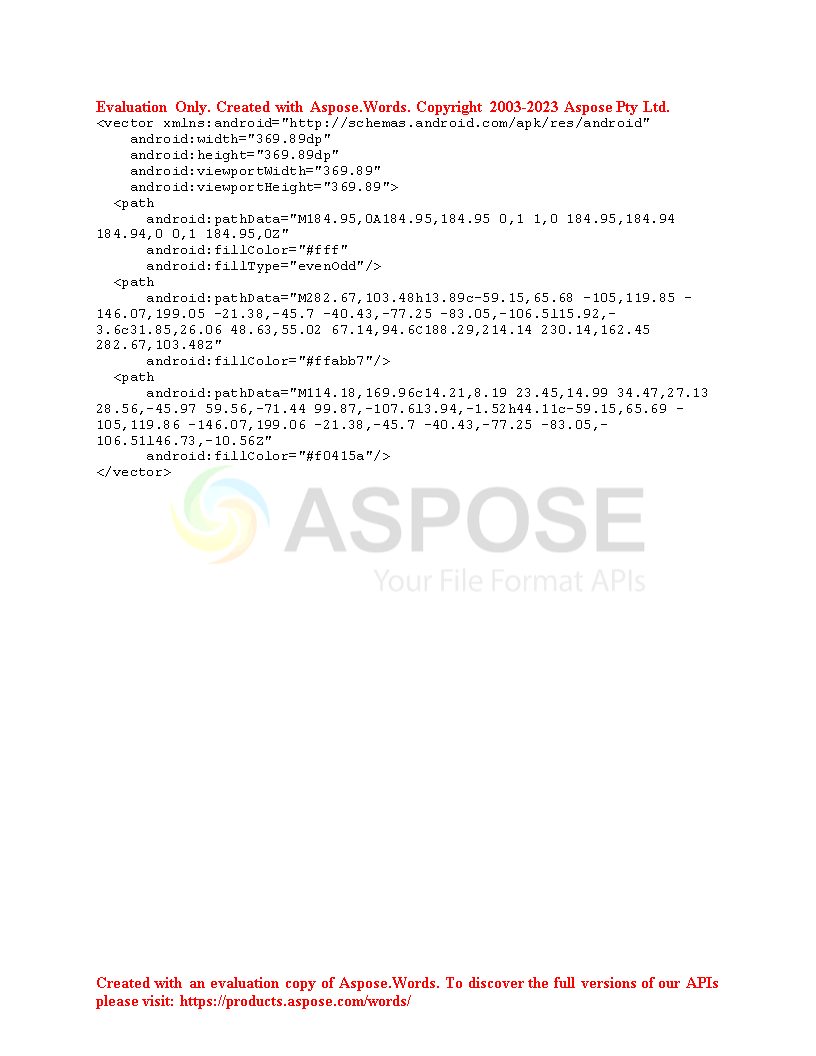 Evaluation Only. Created with Aspose.Words. Copyright 2003-2023 Aspose Pty Ltd.
<vector xmlns:android="http://schemas.android.com/apk/res/android"
    android:width="369.89dp"
    android:height="369.89dp"
    android:viewportWidth="369.89"
    android:viewportHeight="369.89">
  <path
      android:pathData="M184.95,0A184.95,184.95 0,1 1,0 184.95,184.94
184.94,0 0,1 184.95,0Z"
      android:fillColor="#fff"
      android:fillType="evenOdd"/>
  <path
      android:pathData="M282.67,103.48h13.89c-59.15,65.68 -105,119.85 -
146.07,199.05 -21.38,-45.7 -40.43,-77.25 -83.05,-106.5l15.92,-
3.6c31.85,26.06 48.63,55.02 67.14,94.6C188.29,214.14 230.14,162.45
282.67,103.48Z"
      android:fillColor="#ffabb7"/>
  <path
      android:pathData="M114.18,169.96c14.21,8.19 23.45,14.99 34.47,27.13
28.56,-45.97 59.56,-71.44 99.87,-107.6l3.94,-1.52h44.11c-59.15,65.69 -
105,119.86 -146.07,199.06 -21.38,-45.7 -40.43,-77.25 -83.05,-
106.51l46.73,-10.56Z"
      android:fillColor="#f0415a"/>
</vector>
ASPOSE
Your File Format APIs
Created with an evaluation copy of Aspose.Words. To discover the full versions of our APIs
please visit: https://products.aspose.com/words/